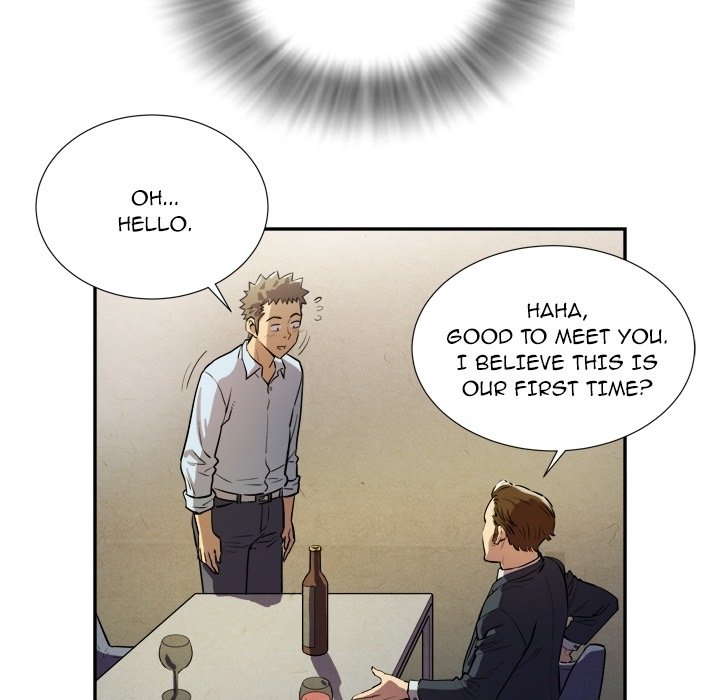 OH...
HELLO.
HAHA,
GOOD TO MEET YOU.
I BELIEVE THIS IS
OUR FIRST TIME?